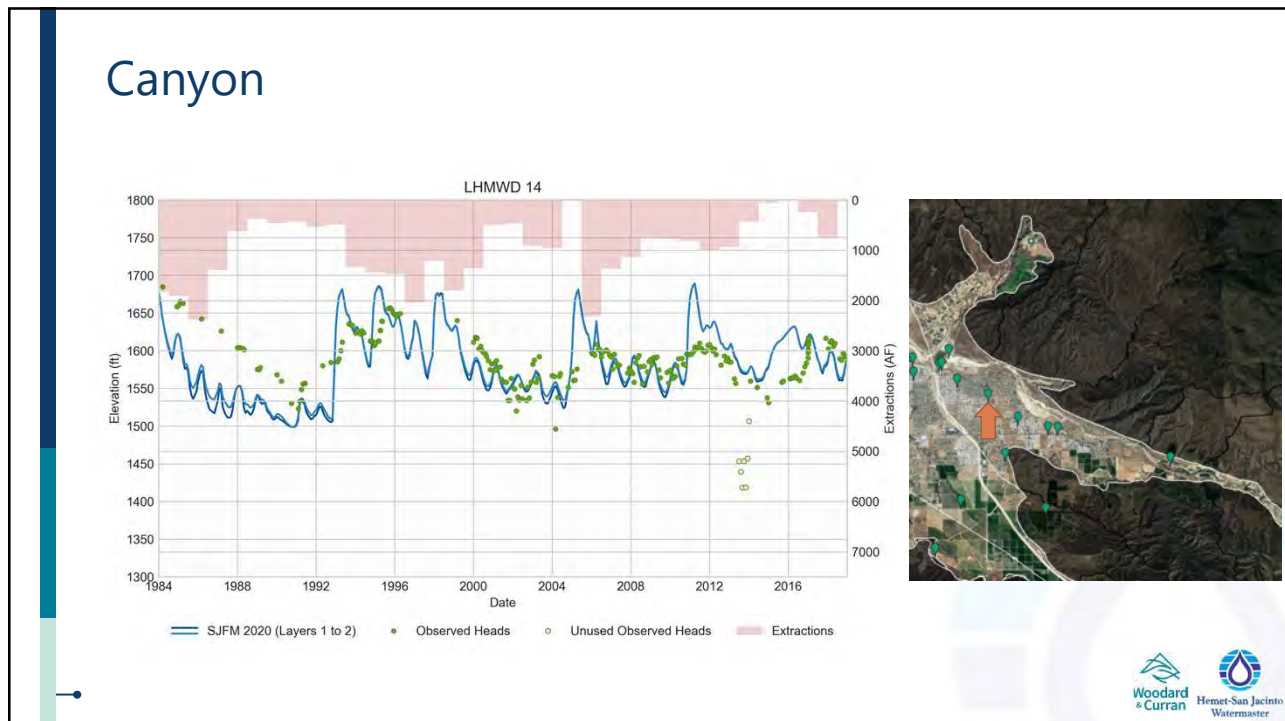 Canyon
LHMWD 14
1800
1750
1700
1650
1600
1550
1500
1450
1400
1350
1300
Elevation (ft)
0
1000
2000
3000
4000
5000
6000
7000
Extractions (AF)
1984
1988
1992
1996
2000
2004
2008
2012
2016
Date
SJFM 2020 (Layers 1 to 2)
Observed Heads
Unused Observed Heads
Extractions
Woodard
& Curran
Hemet-San Jacinto
Watermaster